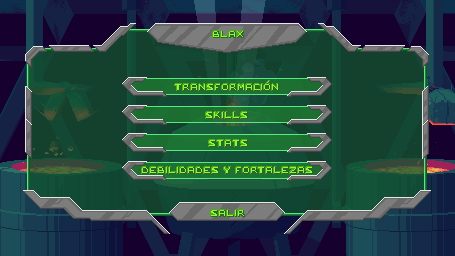 BLAX
TRANSFORMACIÓN
SKILLS
STATS
DEBILIDADES Y FORTALEZAS
SALIR